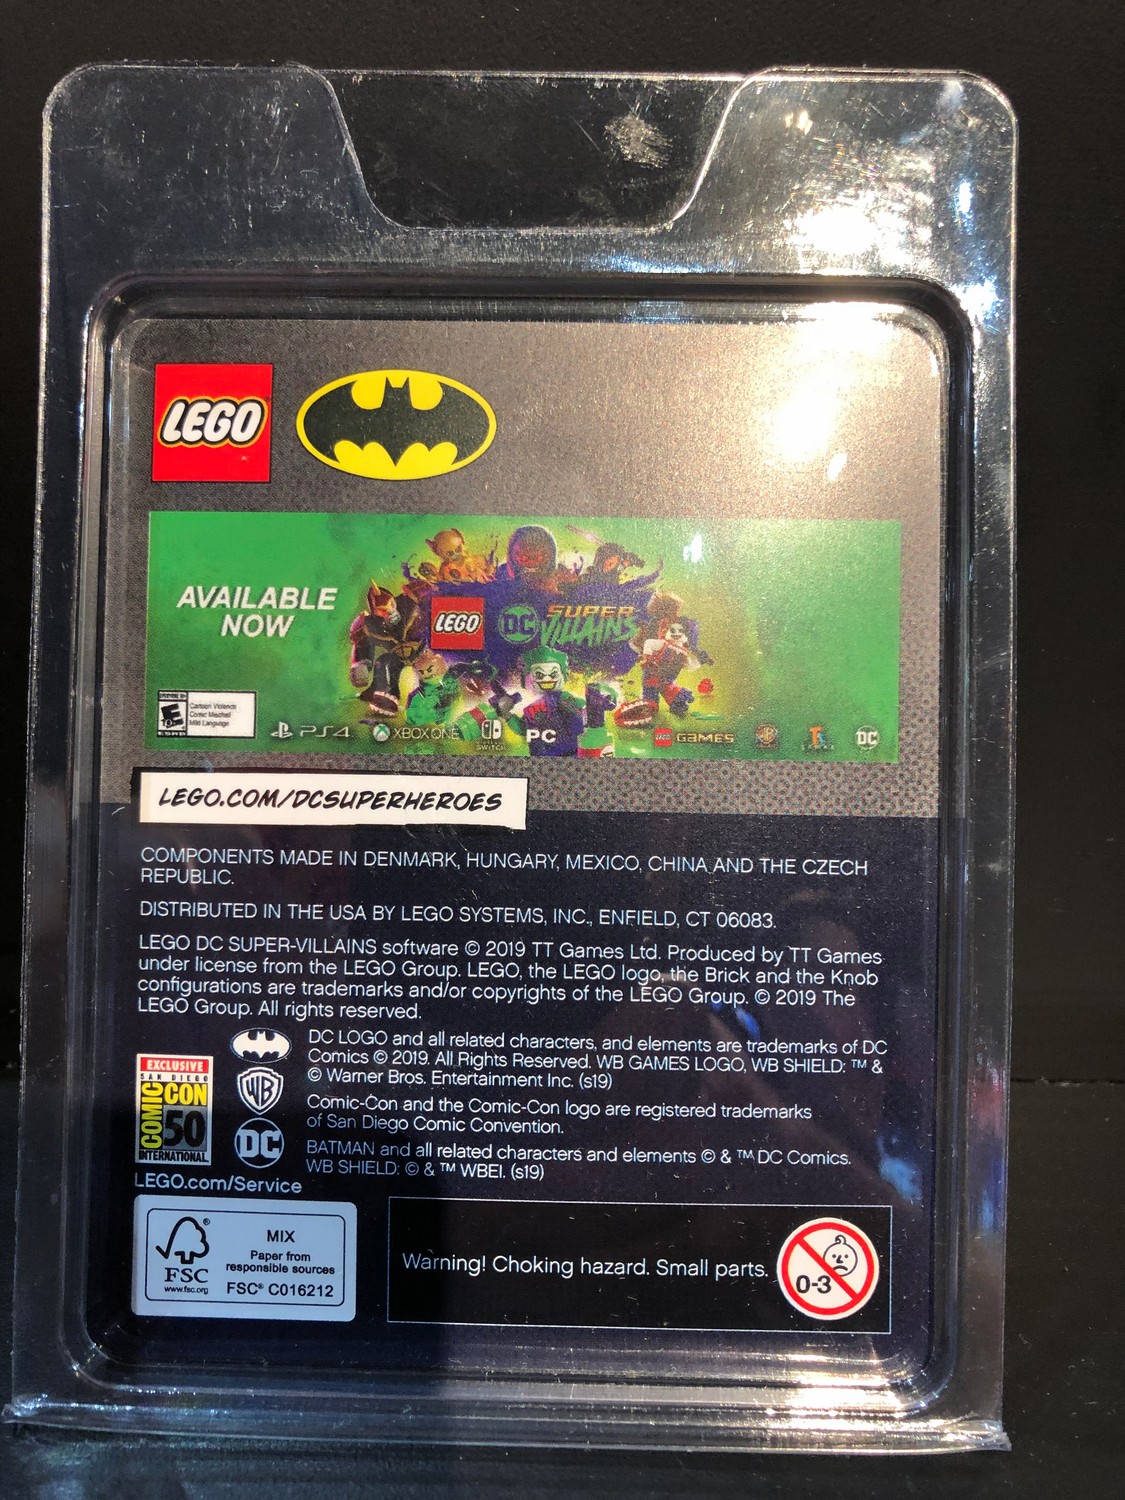 LEGO
AVAILABLE
NOW
LEGO DC SUPER
VILLAINS
E
Cartoon Violence
Comic Mischief
Mild Language
PS4 XBOX ONE SWITCH PC GAMES WB DC
LEGO.COM/DCSUPERHEROES
COMPONENTS MADE IN DENMARK, HUNGARY, MEXICO, CHINA AND THE CZECH
REPUBLIC.
DISTRIBUTED IN THE USA BY LEGO SYSTEMS, INC., ENFIELD, CT 06083.
LEGO DC SUPER-VILLAINS software © 2019 TT Games Ltd. Produced by TT Games
under license from the LEGO Group. LEGO, the LEGO logo, the Brick and the Knob
configurations are trademarks and/or copyrights of the LEGO Group. © 2019 The
LEGO Group. All rights reserved.
DC LOGO and all related characters, and elements are trademarks of DC
Comics © 2019. All Rights Reserved. WB GAMES LOGO, WB SHIELD: ™ &
© Warner Bros. Entertainment Inc. (s19)
Comic-Con and the Comic-Con logo are registered trademarks
of San Diego Comic Convention.
BATMAN and all related characters and elements © & ™ DC Comics.
WB SHIELD: © & ™ WBEI. (s19)
EXCLUSIVE
SAN DIEGO
COMIC CON
50
INTERNATIONAL
WB
DC
LEGO.com/Service
FSC®
www.fsc.org
MIX
Paper from
responsible sources
FSC® C016212
Warning! Choking hazard. Small parts.
0-3